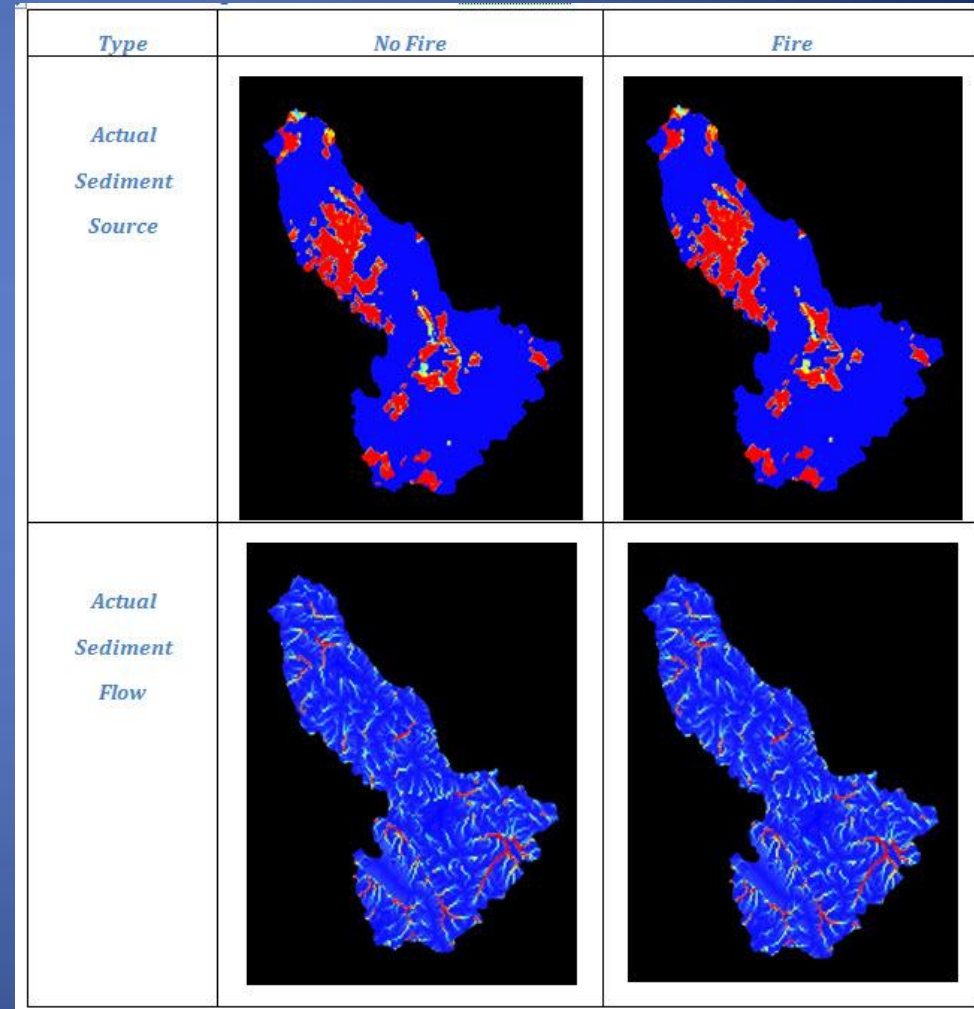 Type
No Fire
Fire
Actual
Sediment
Source
Actual
Sediment
Flow